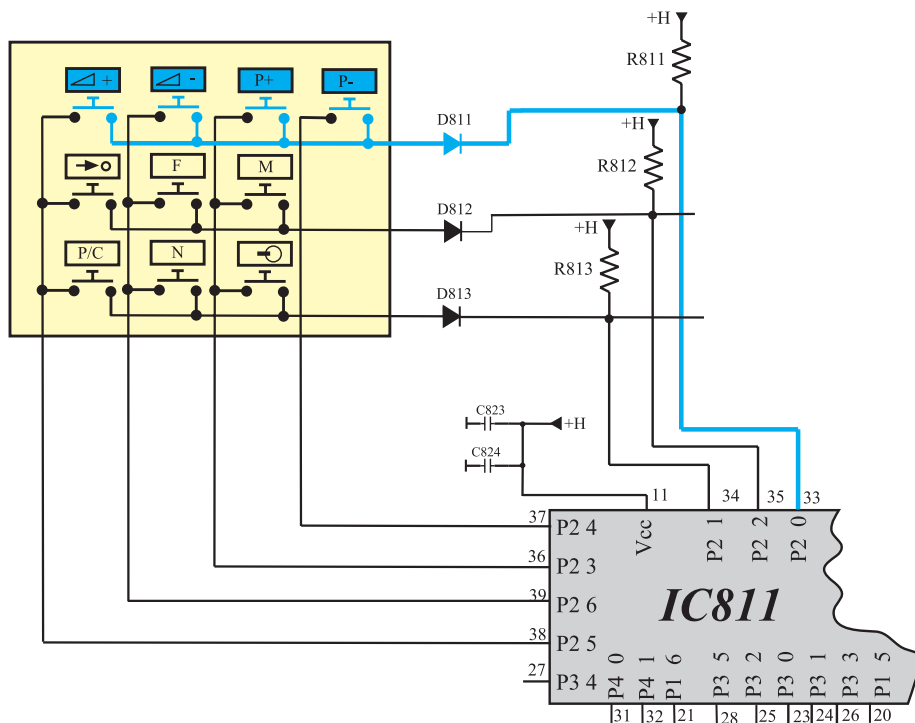 +H
R811
+ - P+ P-
D811
+H
R812
F M
D812
+H
R813
P/C N
D813
C823
+H
C824
11 34 35 33
37 P2 4 Vcc P2 1 P2 2 P2 0
36 P2 3
39 P2 6 IC811
38 P2 5
27 P3 4 P4 0 P4 1 P1 6 P3 5 P3 2 P3 0 P3 1 P3 3 P1 5
31 32 21 28 25 23 24 26 20